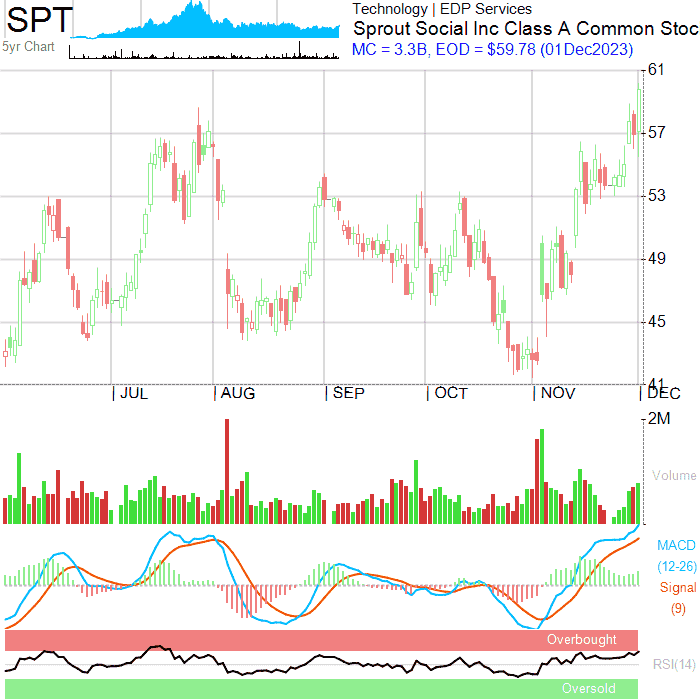 SPT
5yr Chart
Technology | EDP Services
Sprout Social Inc Class A Common Stoc
MC = 3.3B, EOD = $59.78 (01Dec2023)
61
57
53
49
45
41
JUL
AUG
SEP
OCT
NOV
DEC
2M
Volume
MACD
(12-26)
Signal
(9)
Overbought
RSI(14)
Oversold